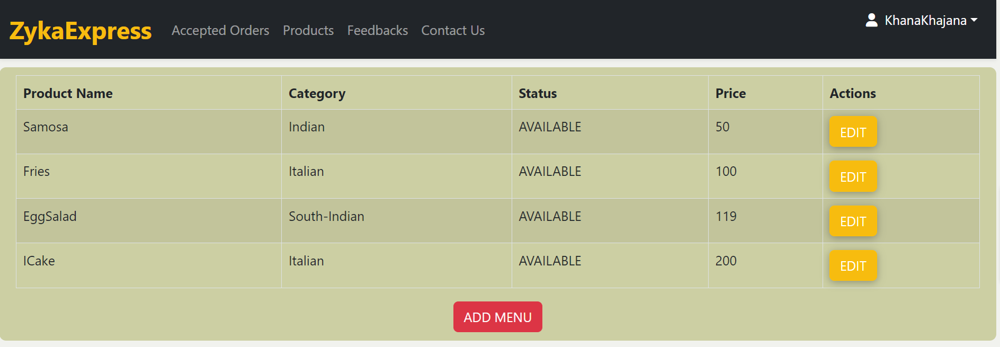 ZykaExpress Accepted Orders Products Feedbacks Contact Us KhanaKhajana
Product Name Category Status Price Actions
Samosa Indian AVAILABLE 50 EDIT
Fries Italian AVAILABLE 100 EDIT
EggSalad South-Indian AVAILABLE 119 EDIT
ICake Italian AVAILABLE 200 EDIT
ADD MENU